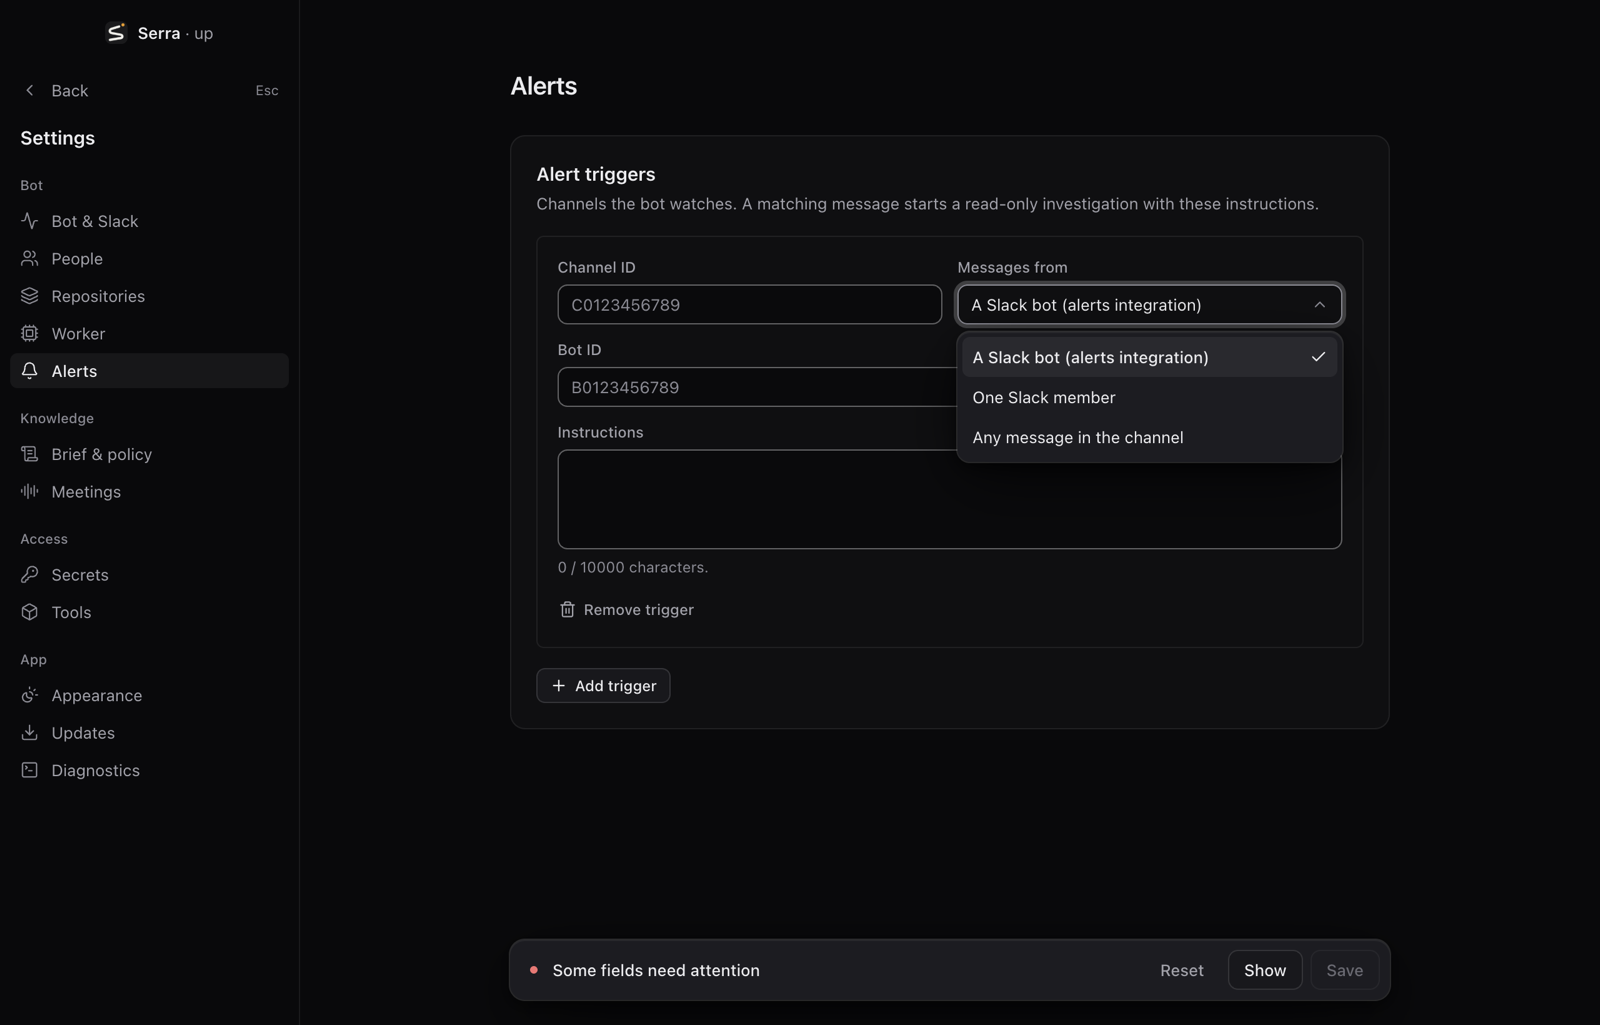 Serra · up
Back
Esc
Settings
Bot
Bot & Slack
People
Repositories
Worker
Alerts
Knowledge
Brief & policy
Meetings
Access
Secrets
Tools
App
Appearance
Updates
Diagnostics
Alerts
Alert triggers
Channels the bot watches. A matching message starts a read-only investigation with these instructions.
Channel ID
C0123456789
Messages from
A Slack bot (alerts integration)
A Slack bot (alerts integration)
One Slack member
Any message in the channel
Bot ID
B0123456789
Instructions
0 / 10000 characters.
Remove trigger
Add trigger
Some fields need attention
Reset
Show
Save